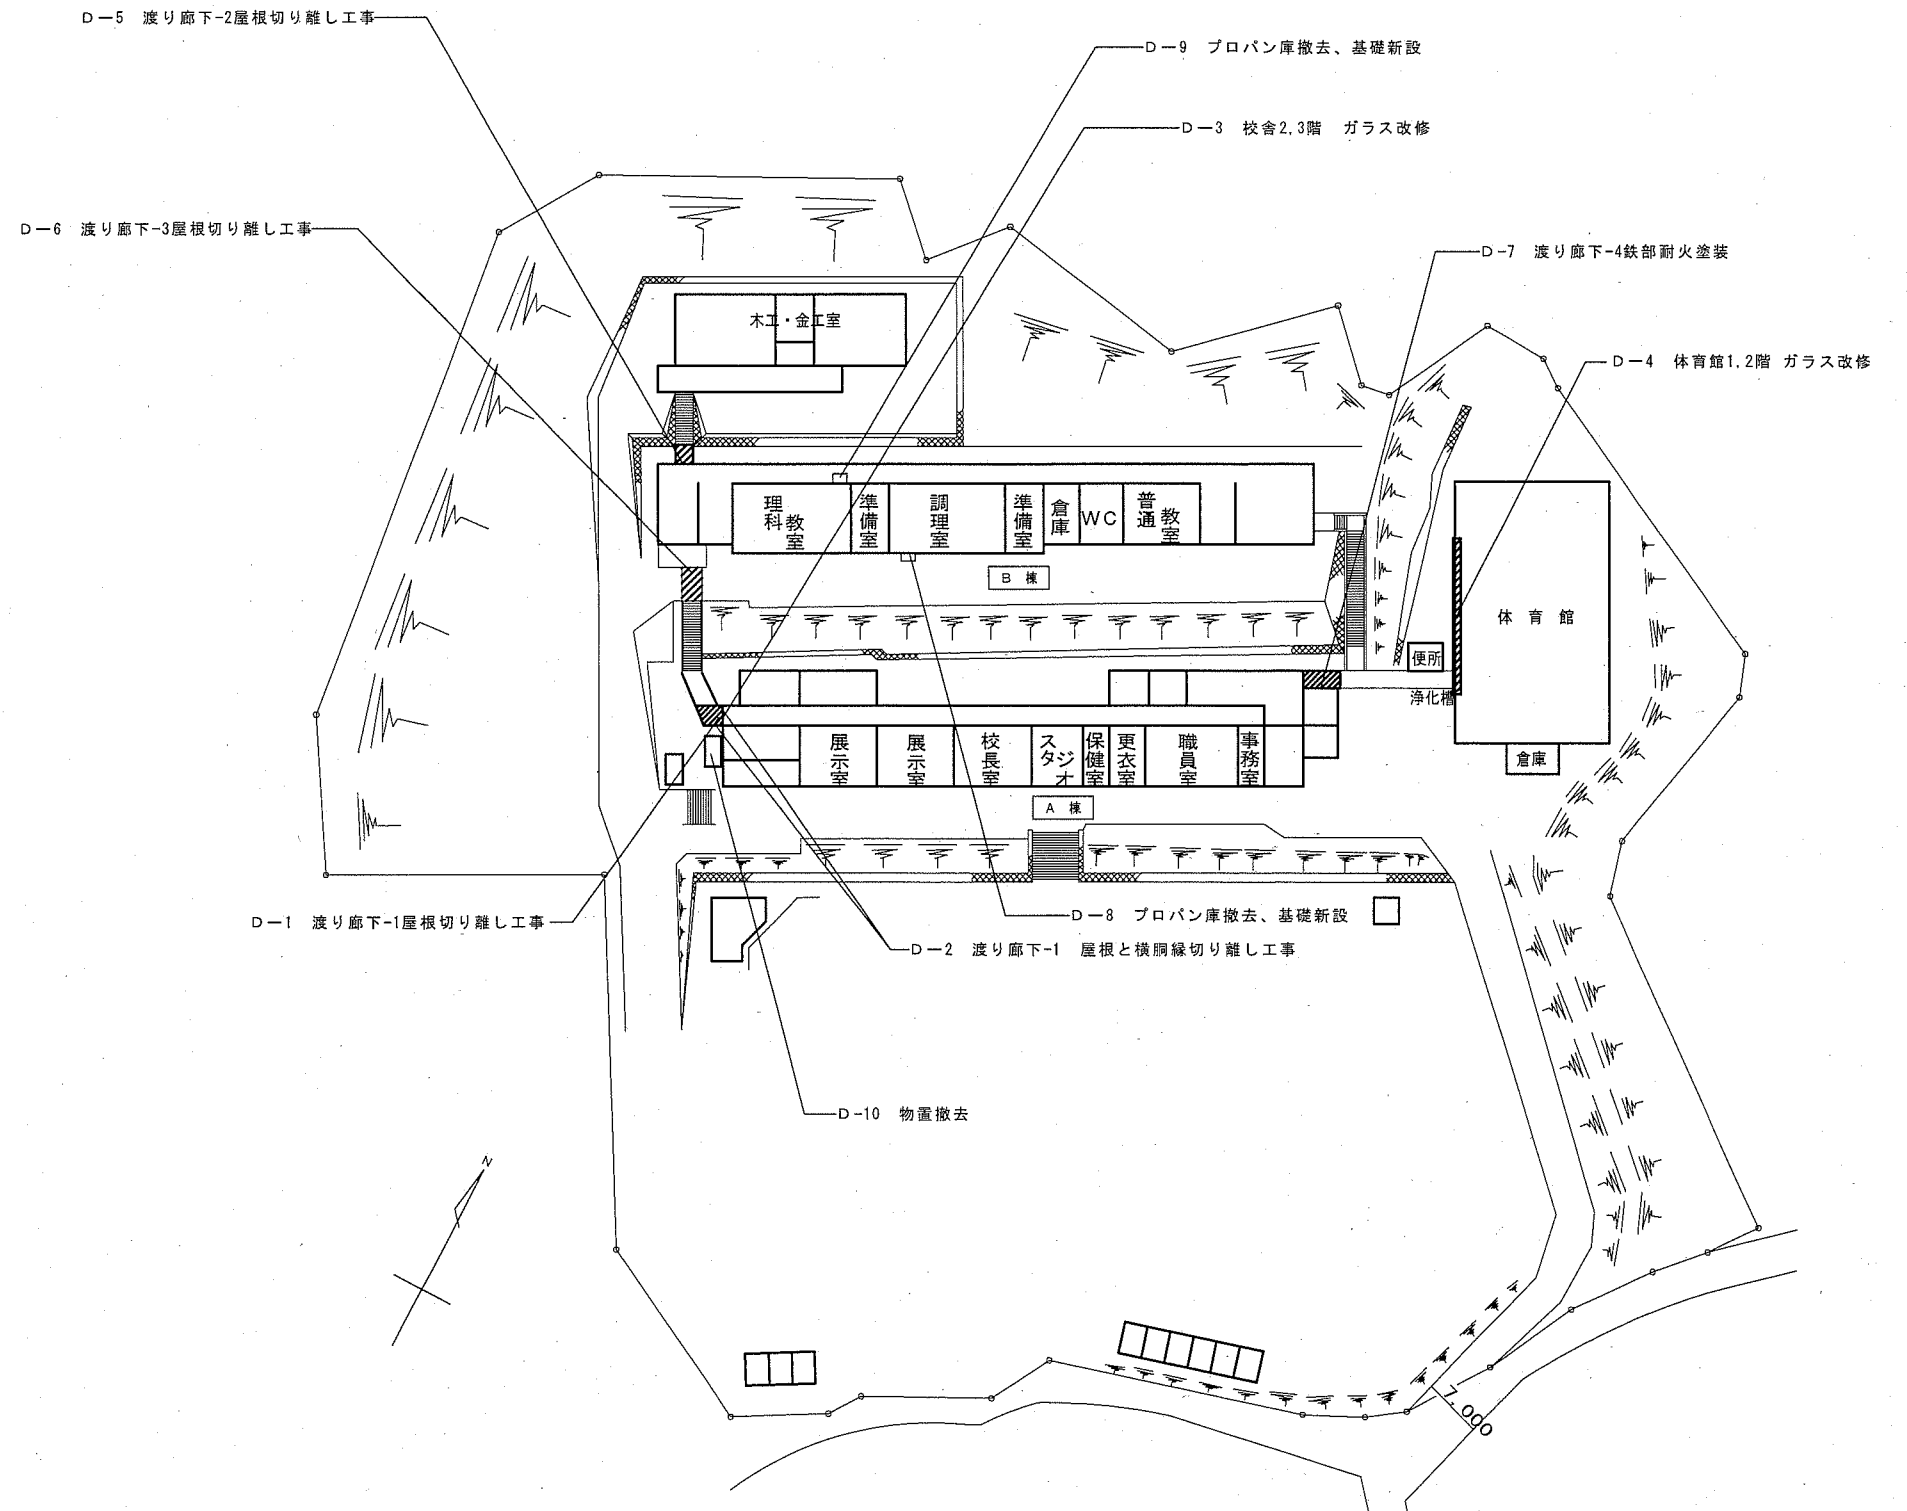 D－5　渡り廊下-2屋根切り離し工事
D－9　プロパン庫撤去、基礎新設
D－3　校舎2,3階　ガラス改修
D－6　渡り廊下-3屋根切り離し工事
D-7　渡り廊下-4鉄部耐火塗装
木工・金工室
D－4　体育館1,2階 ガラス改修
理科教室
準備室
調理室
準備室
倉庫
WC
普通教室
B 棟
体 育 館
便所
浄化槽
展示室
展示室
校長室
スタジオ
保健室
更衣室
職員室
事務室
倉庫
A 棟
D－1　渡り廊下-1屋根切り離し工事
D－8　プロパン庫撤去、基礎新設
D－2　渡り廊下-1　屋根と横胴縁切り離し工事
D-10　物置撤去
N
7,000